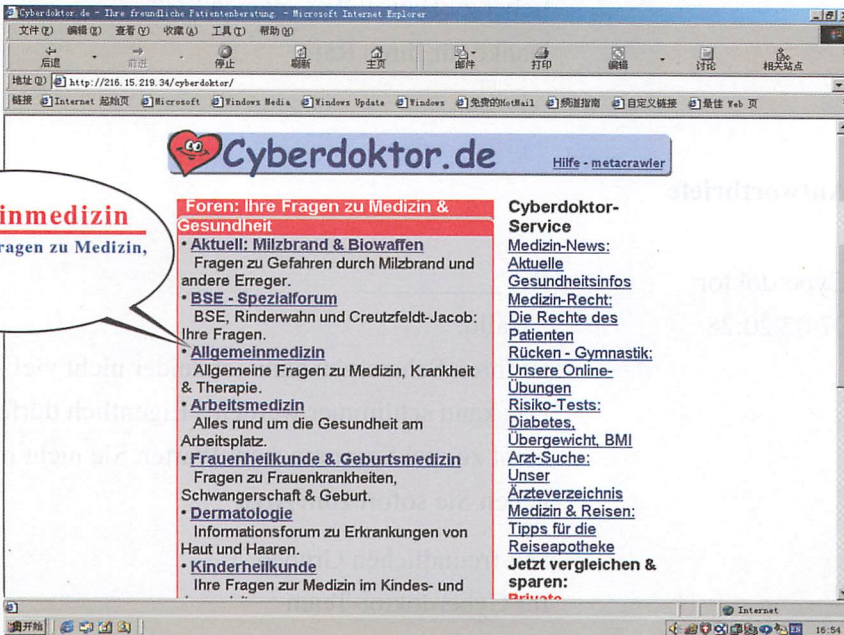 Cyberdoktor.de - Ihre freundliche Patientenberatung. - Microsoft Internet Explorer
文件(F) 编辑(E) 查看(V) 收藏(A) 工具(T) 帮助(H)
后退 前进 停止 刷新 主页 邮件 打印 编辑 讨论 相关站点
地址(D) http://216.15.219.34/cyberdoktor/
链接 Internet 起始页 Microsoft Windows Media Windows Update Windows 免费的HotMail 频道指南 自定义链接 最佳 Web 页
Cyberdoktor.de
Hilfe - metacrawler
inmedizin
ragen zu Medizin,
Foren: Ihre Fragen zu Medizin &
Gesundheit
• Aktuell: Milzbrand & Biowaffen
Fragen zu Gefahren durch Milzbrand und
andere Erreger.
• BSE - Spezialforum
BSE, Rinderwahn und Creutzfeldt-Jacob:
Ihre Fragen.
• Allgemeinmedizin
Allgemeine Fragen zu Medizin, Krankheit
& Therapie.
• Arbeitsmedizin
Alles rund um die Gesundheit am
Arbeitsplatz.
• Frauenheilkunde & Geburtsmedizin
Fragen zu Frauenkrankheiten,
Schwangerschaft & Geburt.
• Dermatologie
Informationsforum zu Erkrankungen von
Haut und Haaren.
• Kinderheilkunde
Ihre Fragen zur Medizin im Kindes- und
Cyberdoktor-
Service
Medizin-News:
Aktuelle
Gesundheitsinfos
Medizin-Recht:
Die Rechte des
Patienten
Rücken - Gymnastik:
Unsere Online-
Übungen
Risiko-Tests:
Diabetes,
Übergewicht, BMI
Arzt-Suche:
Unser
Ärzteverzeichnis
Medizin & Reisen:
Tipps für die
Reiseapotheke
Jetzt vergleichen &
sparen:
Private
Internet
开始
16:54